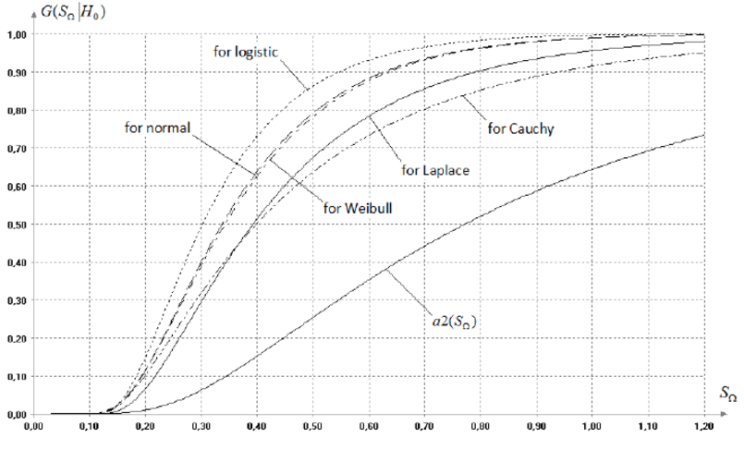 G(S_Ω|H_0)
1,00
for logistic
0,90
0,80
for normal
for Cauchy
0,70
for Laplace
0,60
for Weibull
0,50
0,40
0,30
a2(S_Ω)
0,20
0,10
S_Ω
0,00
0,00 0,10 0,20 0,30 0,40 0,50 0,60 0,70 0,80 0,90 1,00 1,10 1,20